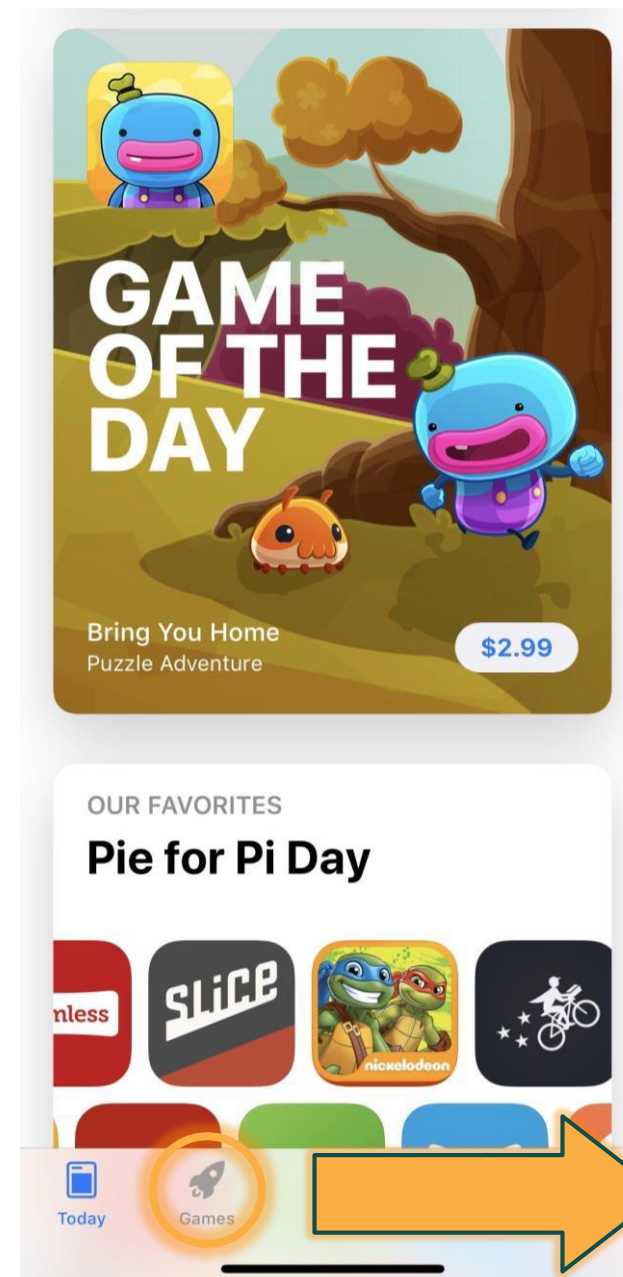 GAME
OF THE
DAY
Bring You Home
Puzzle Adventure
$2.99
OUR FAVORITES
Pie for Pi Day
mless
SLiCE
nickelodeon
Today
Games